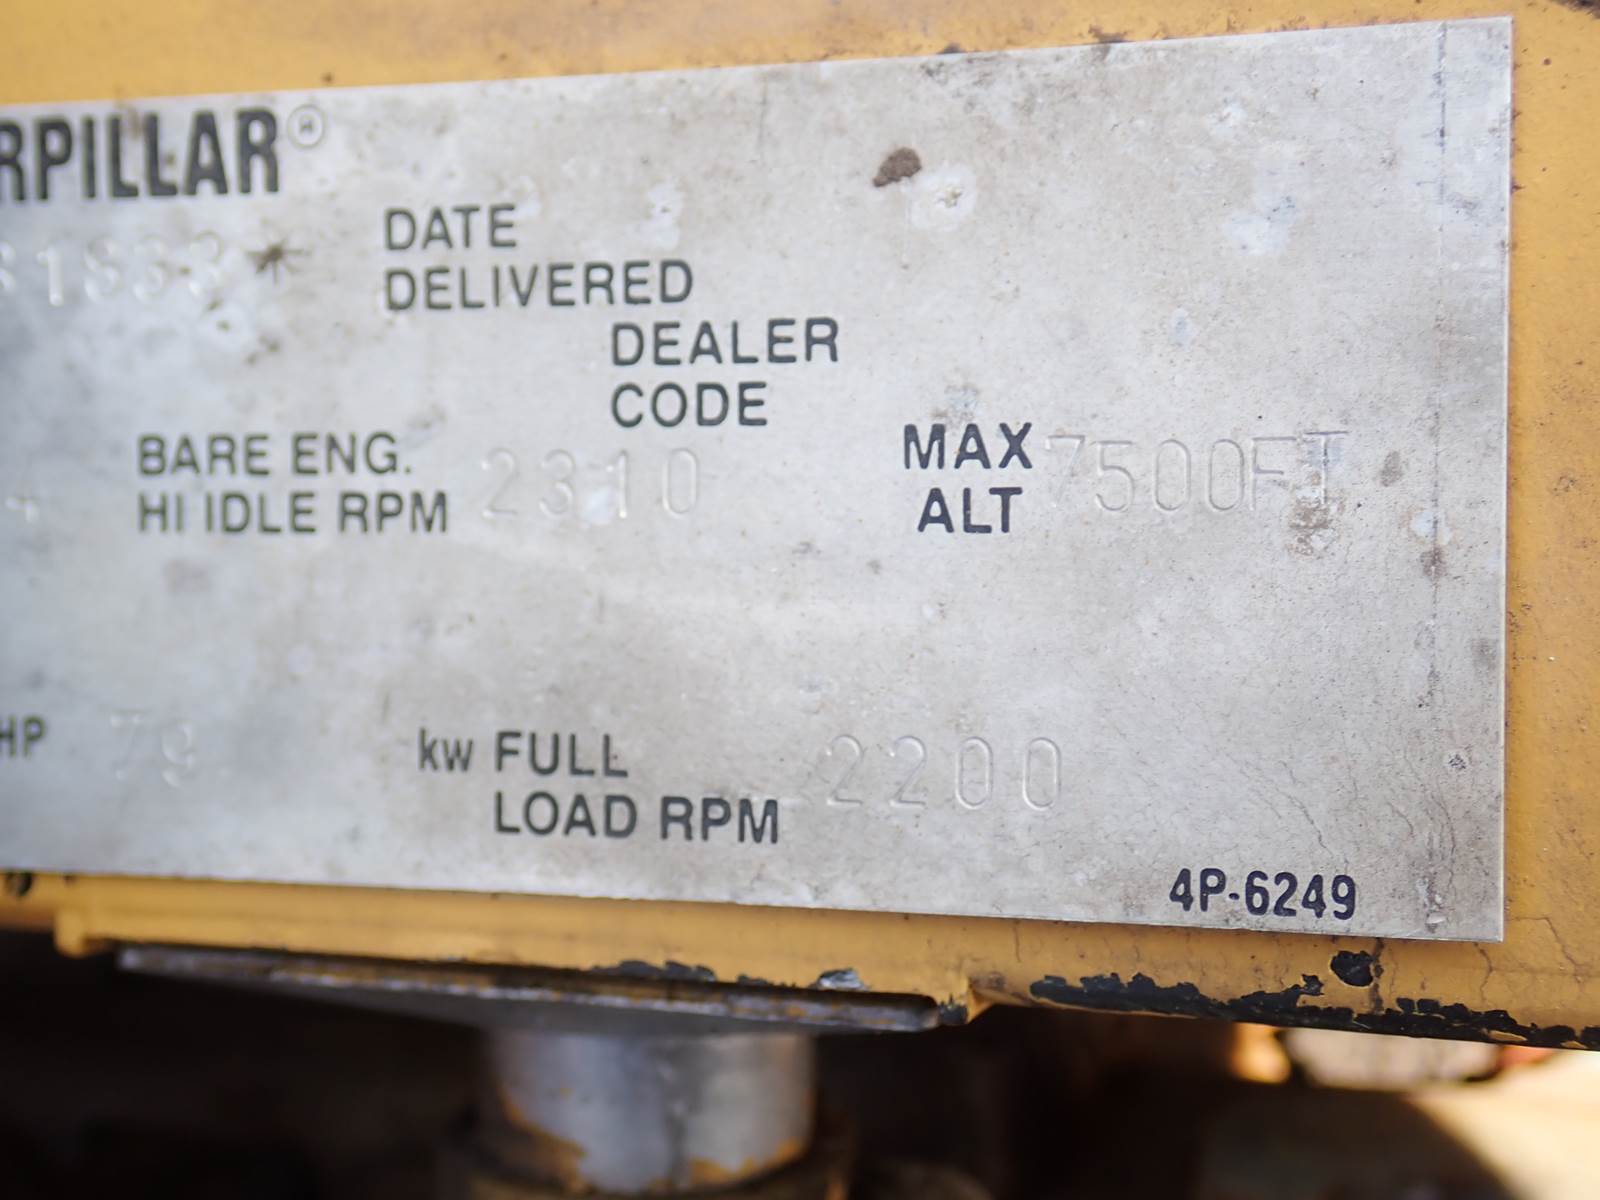 RPILLAR®
DATE
DELIVERED
DEALER
CODE
BARE ENG.
HI IDLE RPM 2310
MAX
ALT 7500FT
HP 79 kw FULL
LOAD RPM 2200
4P-6249